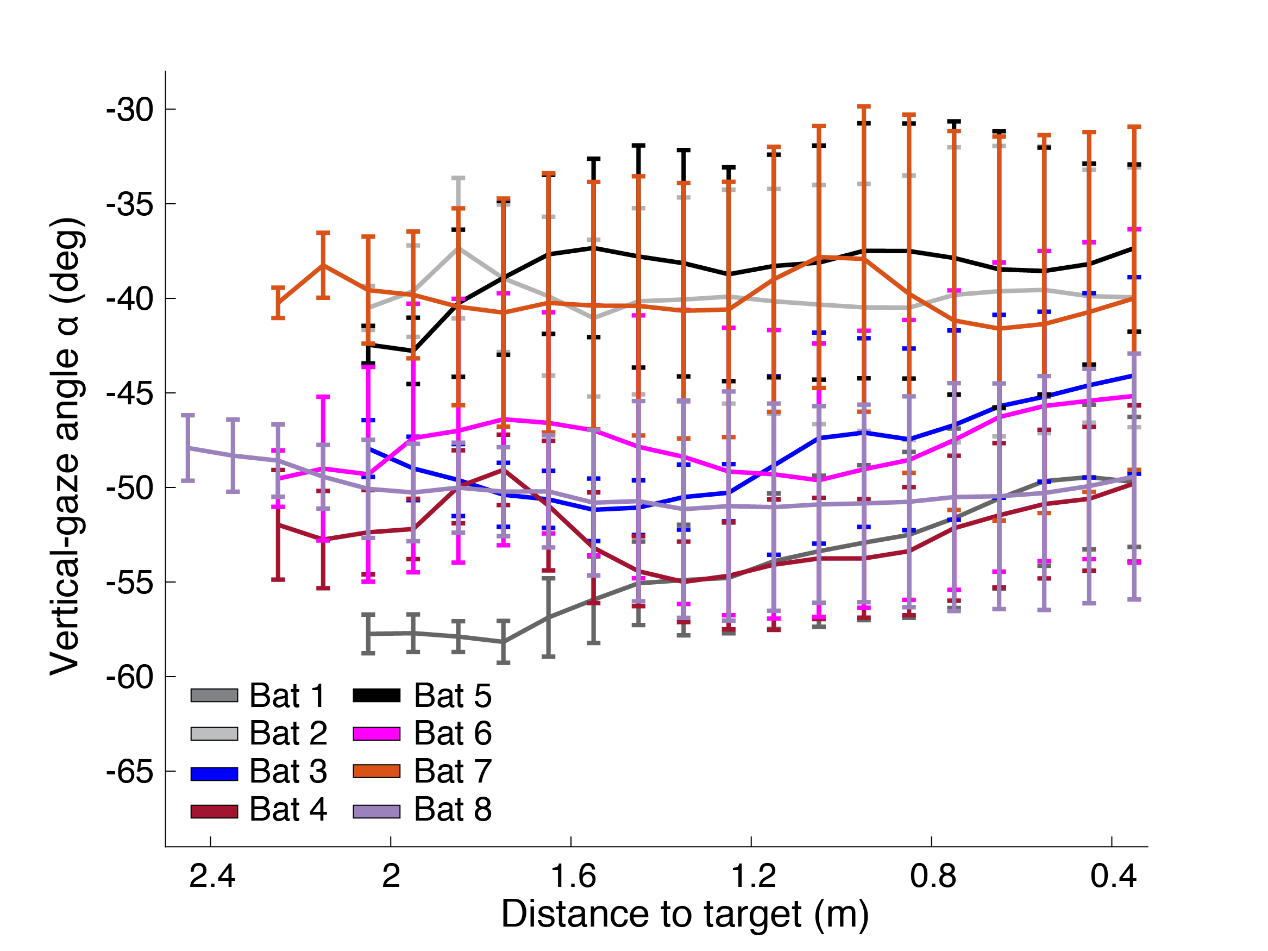 -30
-35
-40
-45
-50
-55
-60
-65
Vertical-gaze angle α (deg)
Bat 1 Bat 5
Bat 2 Bat 6
Bat 3 Bat 7
Bat 4 Bat 8
2.4 2 1.6 1.2 0.8 0.4
Distance to target (m)